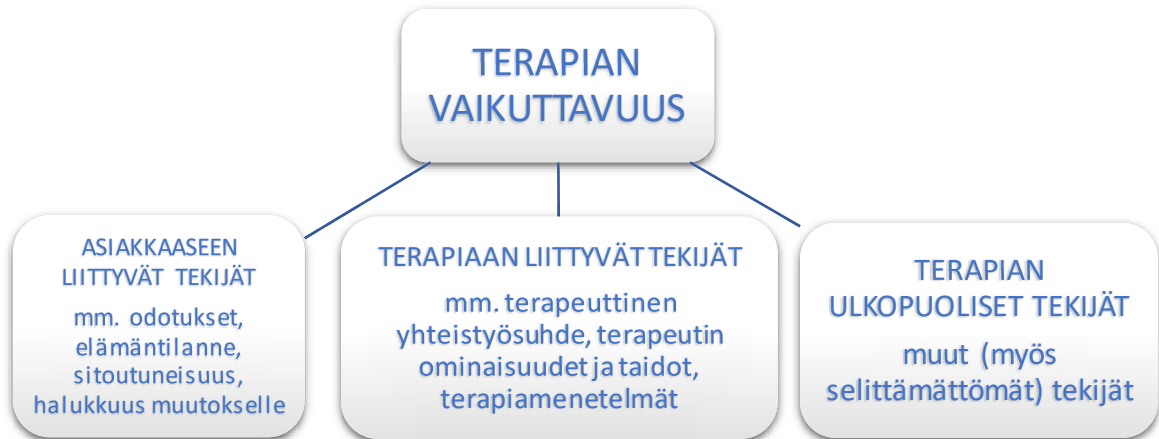 TERAPIAN
VAIKUTTAVUUS
ASIAKKAASEEN
LIITTYVÄT TEKIJÄT
mm. odotukset,
elämäntilanne,
sitoutuneisuus,
halukkuus muutokselle
TERAPIAAN LIITTYVÄT TEKIJÄT
mm. terapeuttinen
yhteistyösuhde, terapeutin
ominaisuudet ja taidot,
terapiamenetelmät
TERAPIAN
ULKOPUOLISET TEKIJÄT
muut (myös
selittämättömät) tekijät